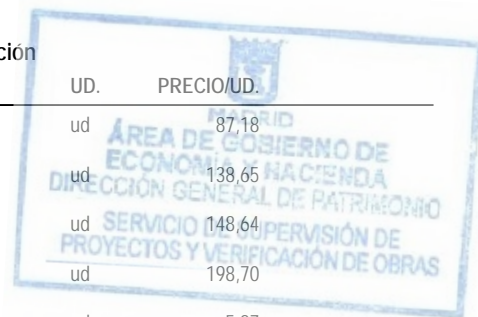 ción
UD. PRECIO/UD.
ud 87,18
MADRID
ÁREA DE GOBIERNO DE
ECONOMÍA Y HACIENDA
ud 138,65
DIRECCIÓN GENERAL DE PATRIMONIO
ud 148,64
SERVICIO DE SUPERVISIÓN DE
PROYECTOS Y VERIFICACIÓN DE OBRAS
ud 198,70